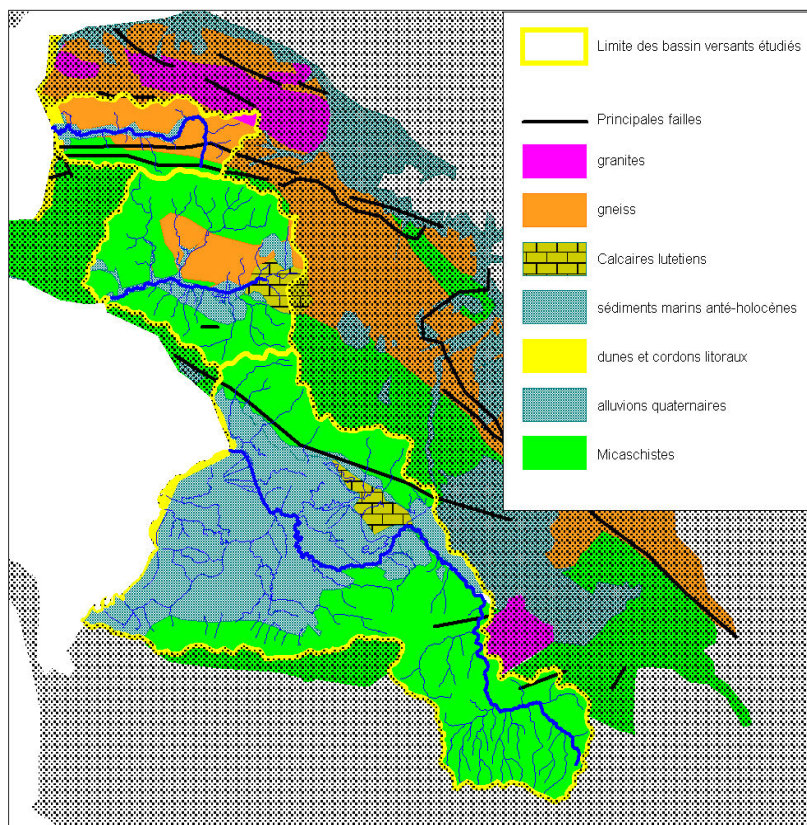 Limite des bassin versants étudiés
Principales failles
granites
gneiss
Calcaires lutetiens
sédiments marins anté-holocènes
dunes et cordons litoraux
alluvions quaternaires
Micaschistes